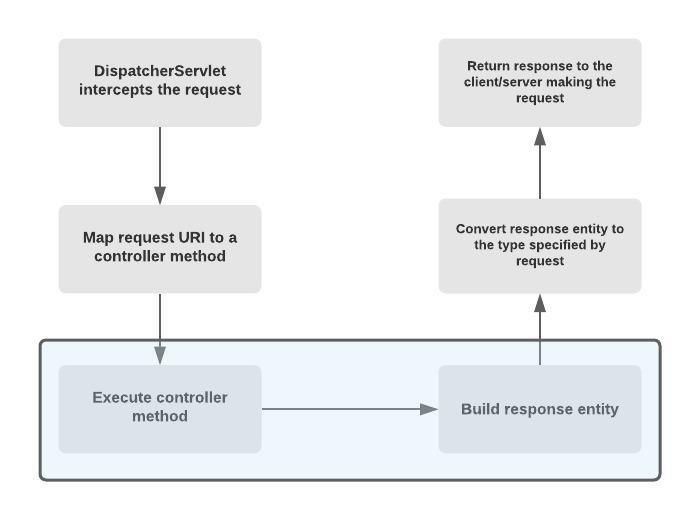 DispatcherServlet
intercepts the request
Map request URI to a
controller method
Execute controller
method
Build response entity
Convert response entity to
the type specified by
request
Return response to the
client/server making the
request